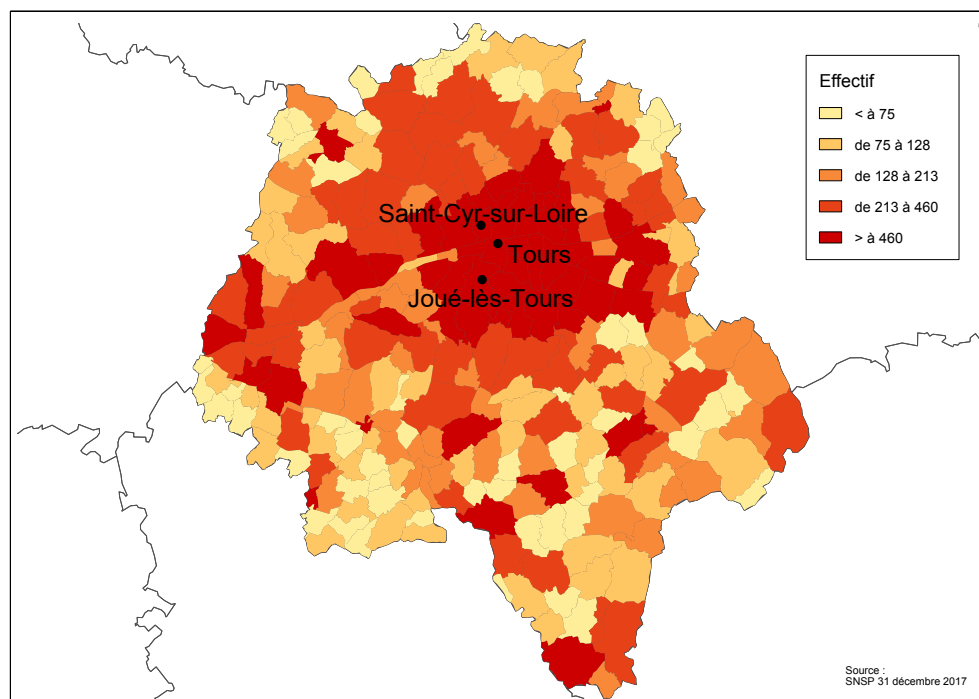 Effectif
< à 75
de 75 à 128
de 128 à 213
de 213 à 460
> à 460
Saint-Cyr-sur-Loire
Tours
Joué-lès-Tours
Source :
SNSP 31 décembre 2017